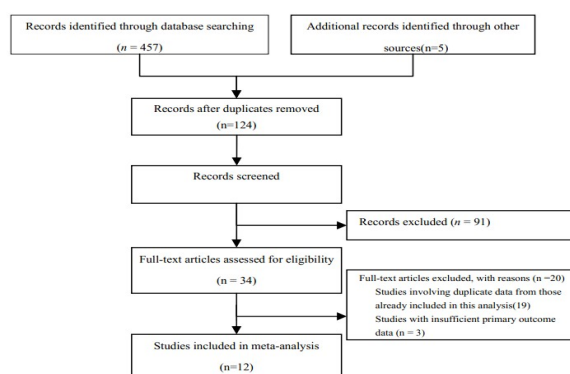 Records identified through database searching
(n = 457)
Additional records identified through other
sources(n=5)
Records after duplicates removed
(n=124)
Records screened
Records excluded (n = 91)
Full-text articles assessed for eligibility
(n = 34)
Full-text articles excluded, with reasons (n =20)
Studies involving duplicate data from those
already included in this analysis(19)
Studies with insufficient primary outcome
data (n = 3)
Studies included in meta-analysis
(n=12)